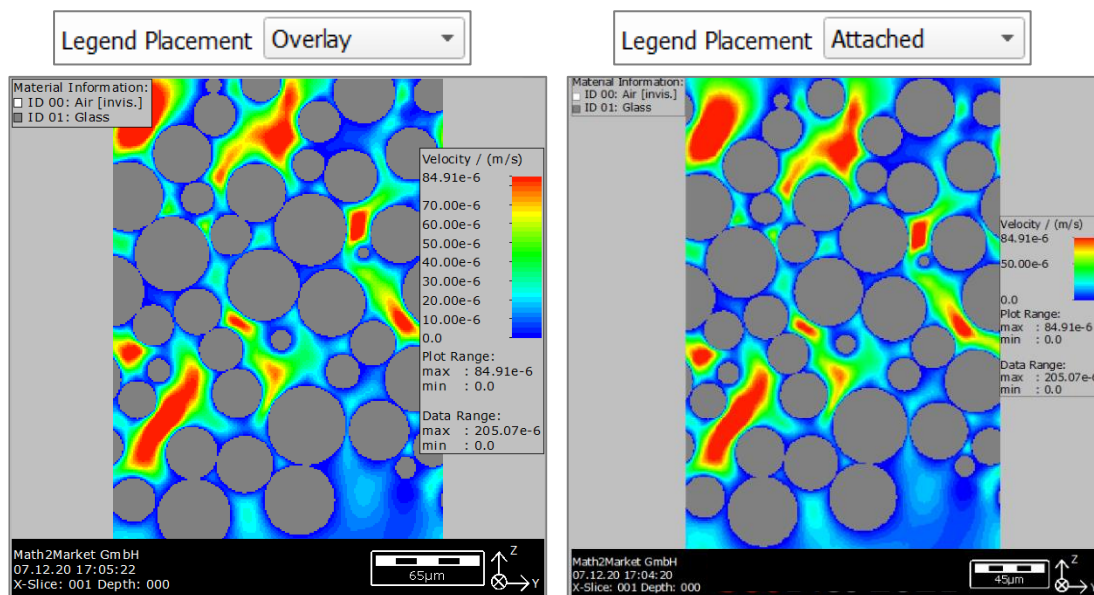 Legend Placement Overlay
Material Information:
ID 00: Air [invis.]
ID 01: Glass
Velocity / (m/s)
84.91e-6
70.00e-6
60.00e-6
50.00e-6
40.00e-6
30.00e-6
20.00e-6
10.00e-6
0.0
Plot Range:
max : 84.91e-6
min : 0.0
Data Range:
max : 205.07e-6
min : 0.0
Math2Market GmbH
07.12.20 17:05:22
X-Slice: 001 Depth: 000
65µm
Z
Y
Legend Placement Attached
Material Information:
ID 00: Air [invis.]
ID 01: Glass
Velocity / (m/s)
84.91e-6
50.00e-6
0.0
Plot Range:
max : 84.91e-6
min : 0.0
Data Range:
max : 205.07e-6
min : 0.0
Math2Market GmbH
07.12.20 17:04:20
X-Slice: 001 Depth: 000
45µm
Z
Y